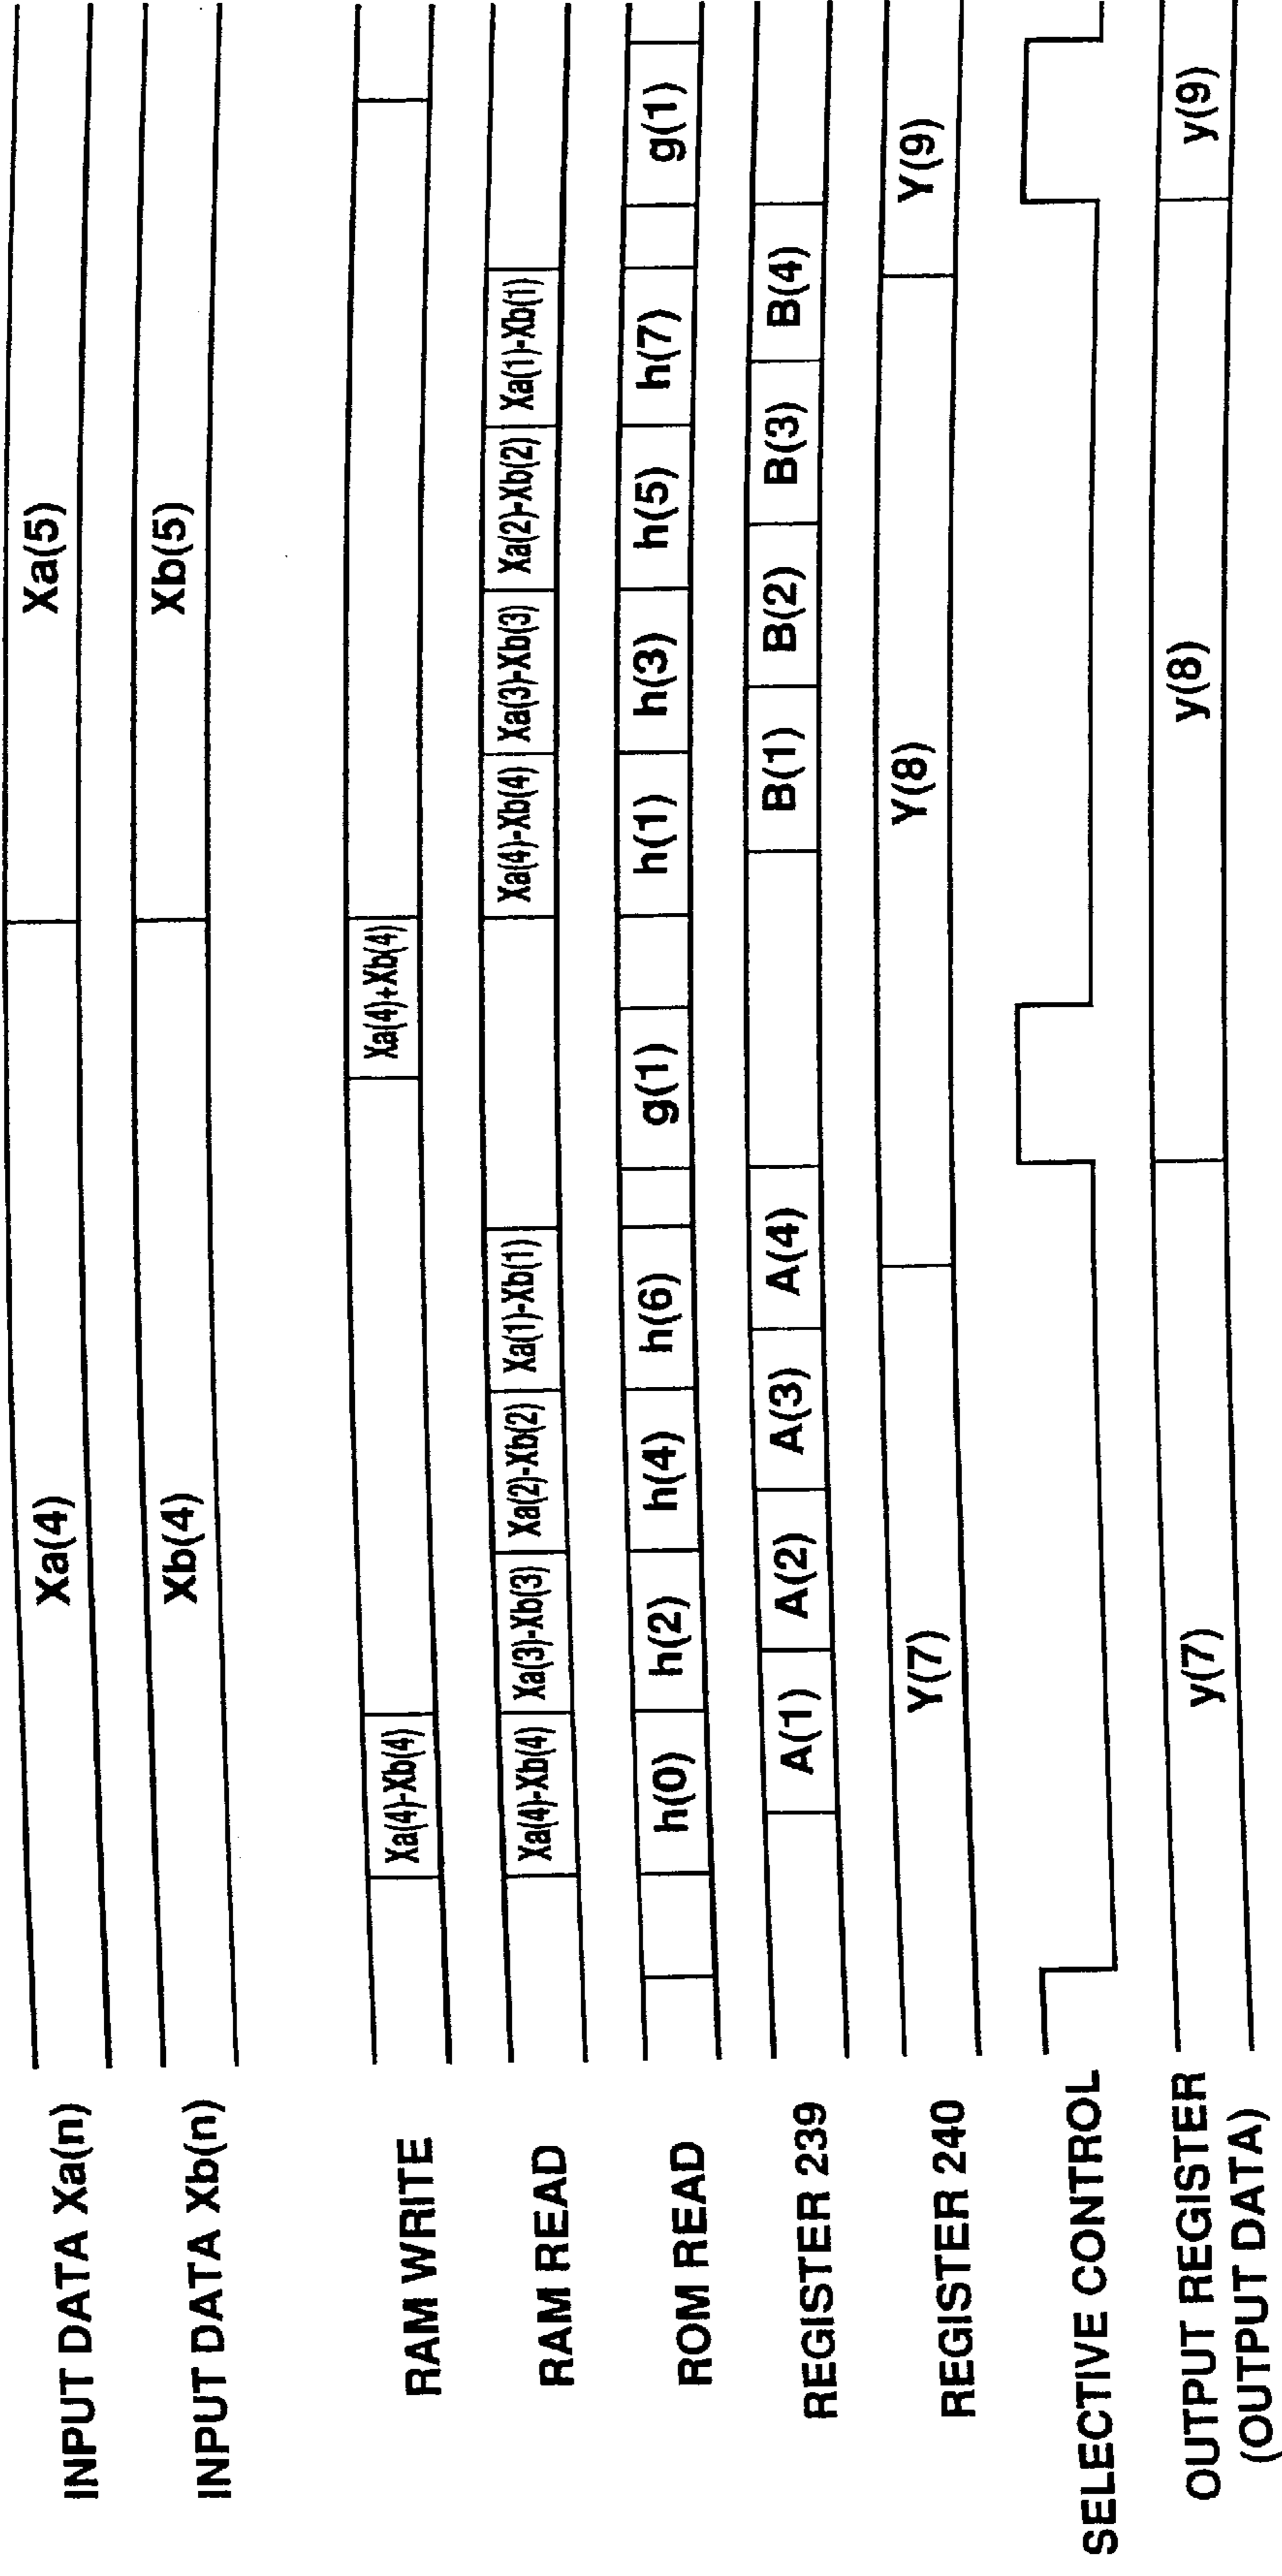 INPUT DATA Xa(n) Xa(4) Xa(5)
INPUT DATA Xb(n) Xb(4) Xb(5)
RAM WRITE Xa(4)-Xb(4) Xa(4)+Xb(4)
RAM READ Xa(4)-Xb(4) Xa(3)-Xb(3) Xa(2)-Xb(2) Xa(1)-Xb(1) Xa(4)-Xb(4) Xa(3)-Xb(3) Xa(2)-Xb(2) Xa(1)-Xb(1)
ROM READ h(0) h(2) h(4) h(6) g(1) h(1) h(3) h(5) h(7) g(1)
REGISTER 239 A(1) A(2) A(3) A(4) B(1) B(2) B(3) B(4)
REGISTER 240 Y(7) Y(8) Y(9)
SELECTIVE CONTROL
OUTPUT REGISTER y(7) y(8) y(9)
(OUTPUT DATA)